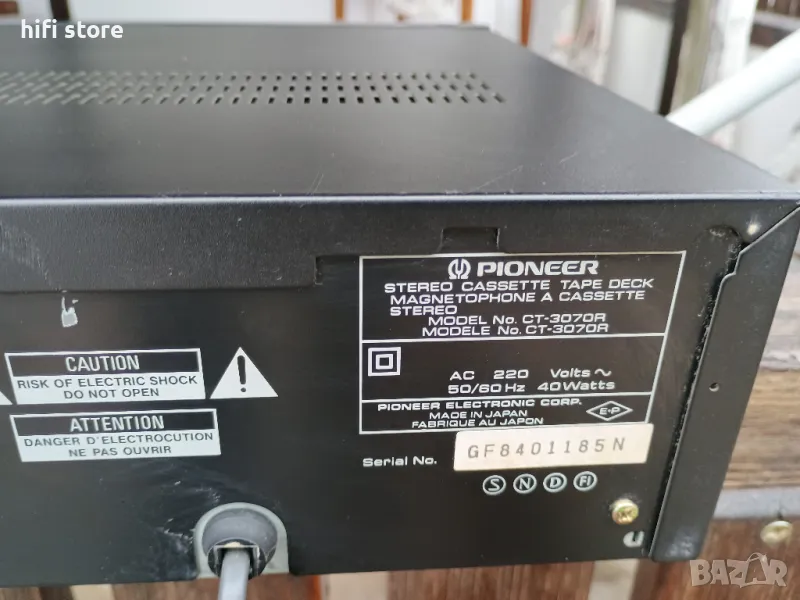 hifi store
PIONEER
STEREO CASSETTE TAPE DECK
MAGNETOPHONE A CASSETTE
STEREO
MODEL No. CT-3070R
MODELE No. CT-3070R
AC 220 Volts ~
50/60 Hz 40Watts
PIONEER ELECTRONIC CORP.
MADE IN JAPAN
FABRIQUE AU JAPON
E-P
Serial No. GF8401185N
S N D FI
CAUTION
RISK OF ELECTRIC SHOCK
DO NOT OPEN
ATTENTION
DANGER D'ELECTROCUTION
NE PAS OUVRIR
BAZAR